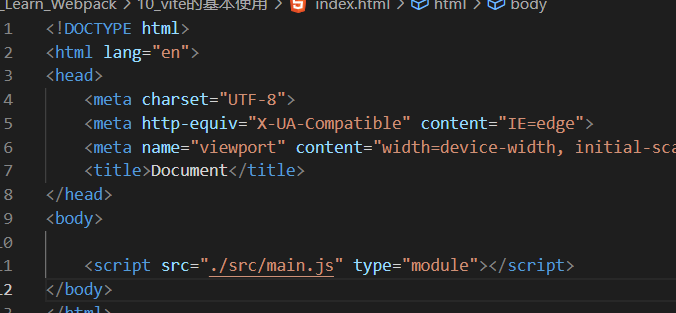 _Learn_Webpack > 10_vite的基本使用 > index.html > html > body
1 <!DOCTYPE html>
2 <html lang="en">
3 <head>
4 <meta charset="UTF-8">
5 <meta http-equiv="X-UA-Compatible" content="IE=edge">
6 <meta name="viewport" content="width=device-width, initial-sca
7 <title>Document</title>
8 </head>
9 <body>
10
11 <script src="./src/main.js" type="module"></script>
12 </body>
13 </html>